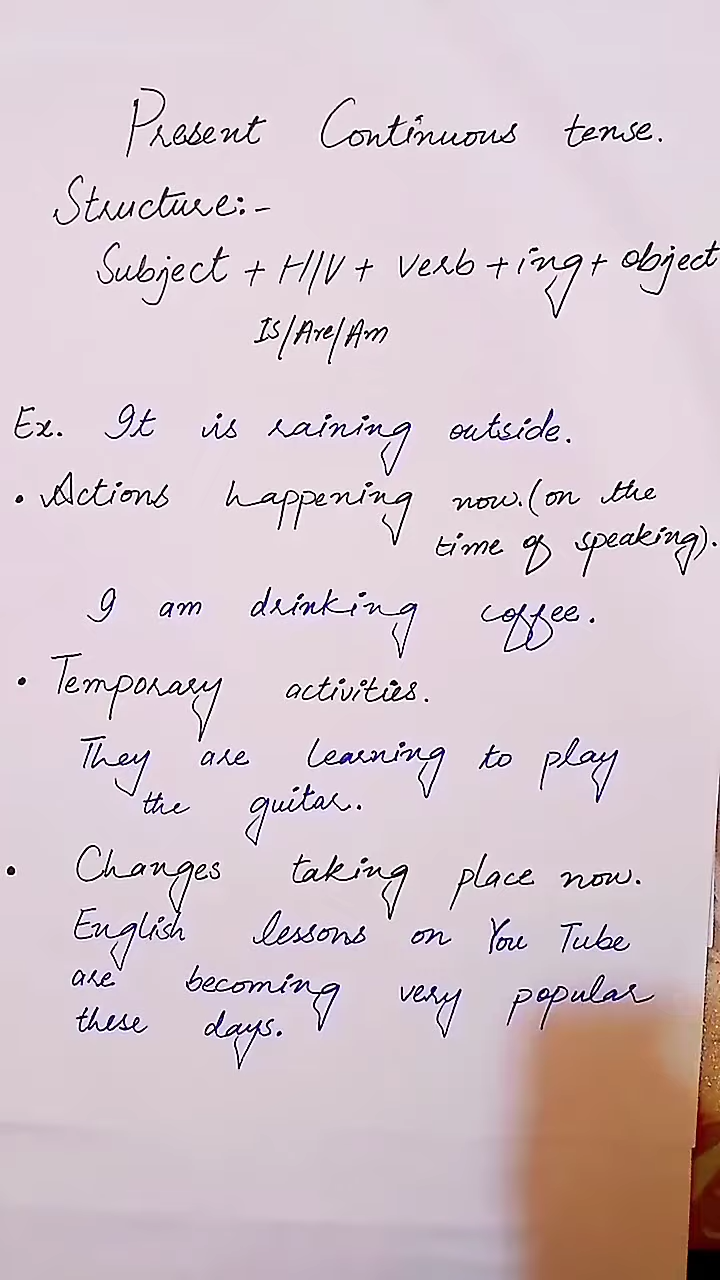 Present Continuous tense.
Structure:-
Subject + H/V + verb + ing + object
Is/Are/Am
Ex. It is raining outside.
• Actions happening now. (on the
time of speaking).
I am drinking coffee.
• Temporary activities.
They are learning to play
the guitar.
• Changes taking place now.
English lessons on You Tube
are becoming very popular
these days.